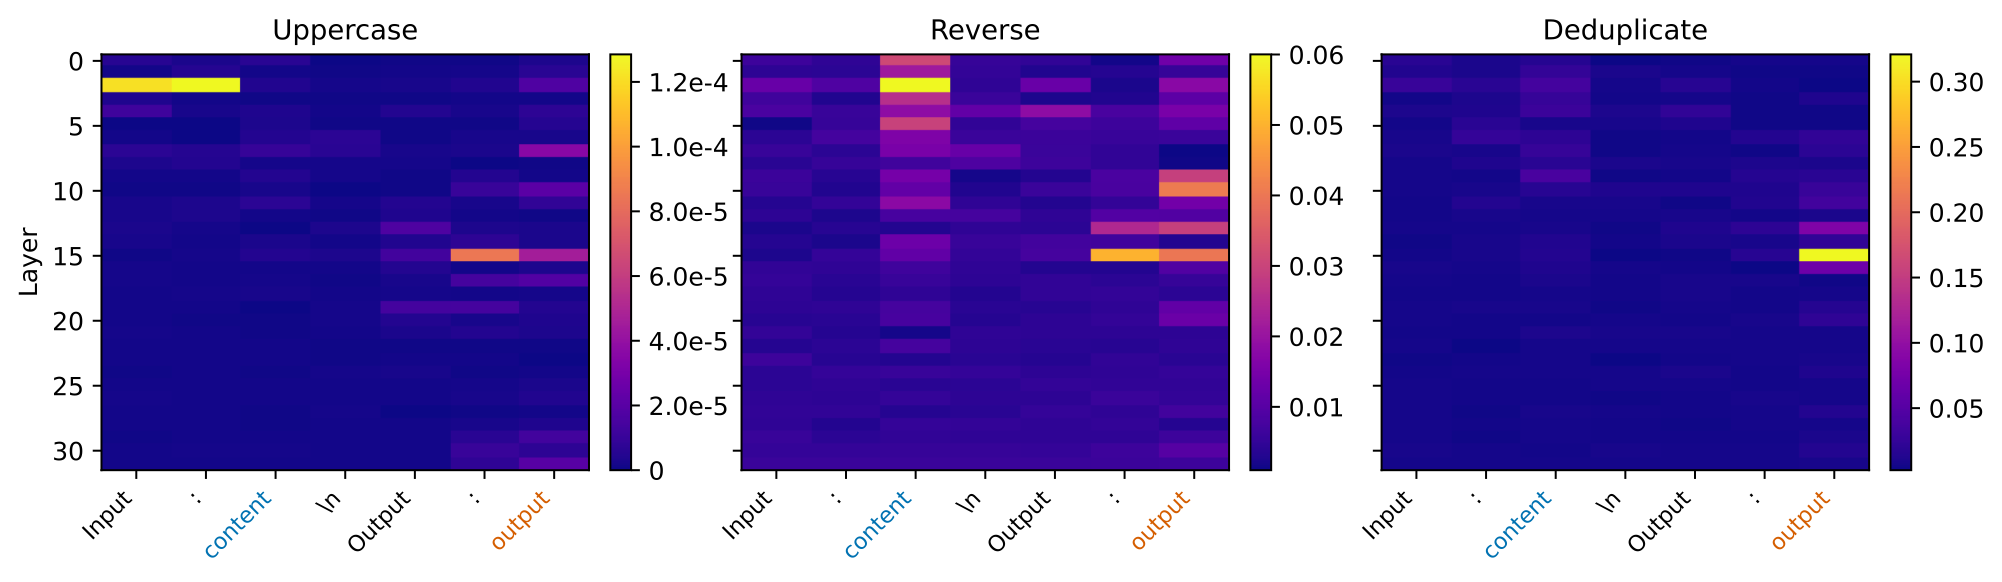 Uppercase
Reverse
Deduplicate
Layer
0
5
10
15
20
25
30
Input
:
content
\n
Output
:
output
1.2e-4
1.0e-4
8.0e-5
6.0e-5
4.0e-5
2.0e-5
0
Input
:
content
\n
Output
:
output
0.06
0.05
0.04
0.03
0.02
0.01
Input
:
content
\n
Output
:
output
0.30
0.25
0.20
0.15
0.10
0.05